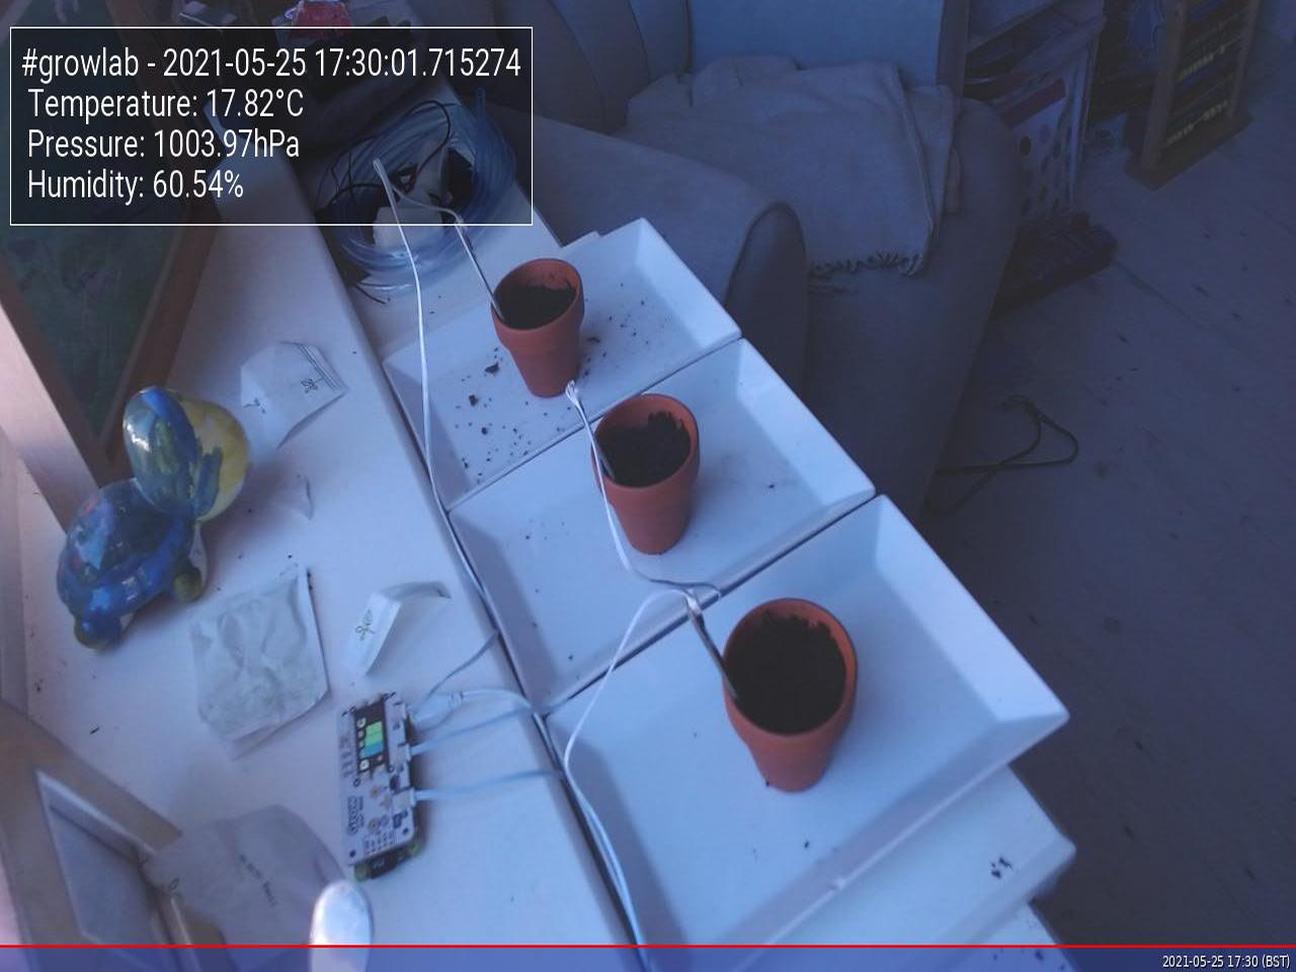 #growlab - 2021-05-25 17:30:01.715274
Temperature: 17.82°C
Pressure: 1003.97hPa
Humidity: 60.54%
2021-05-25 17:30 (BST)